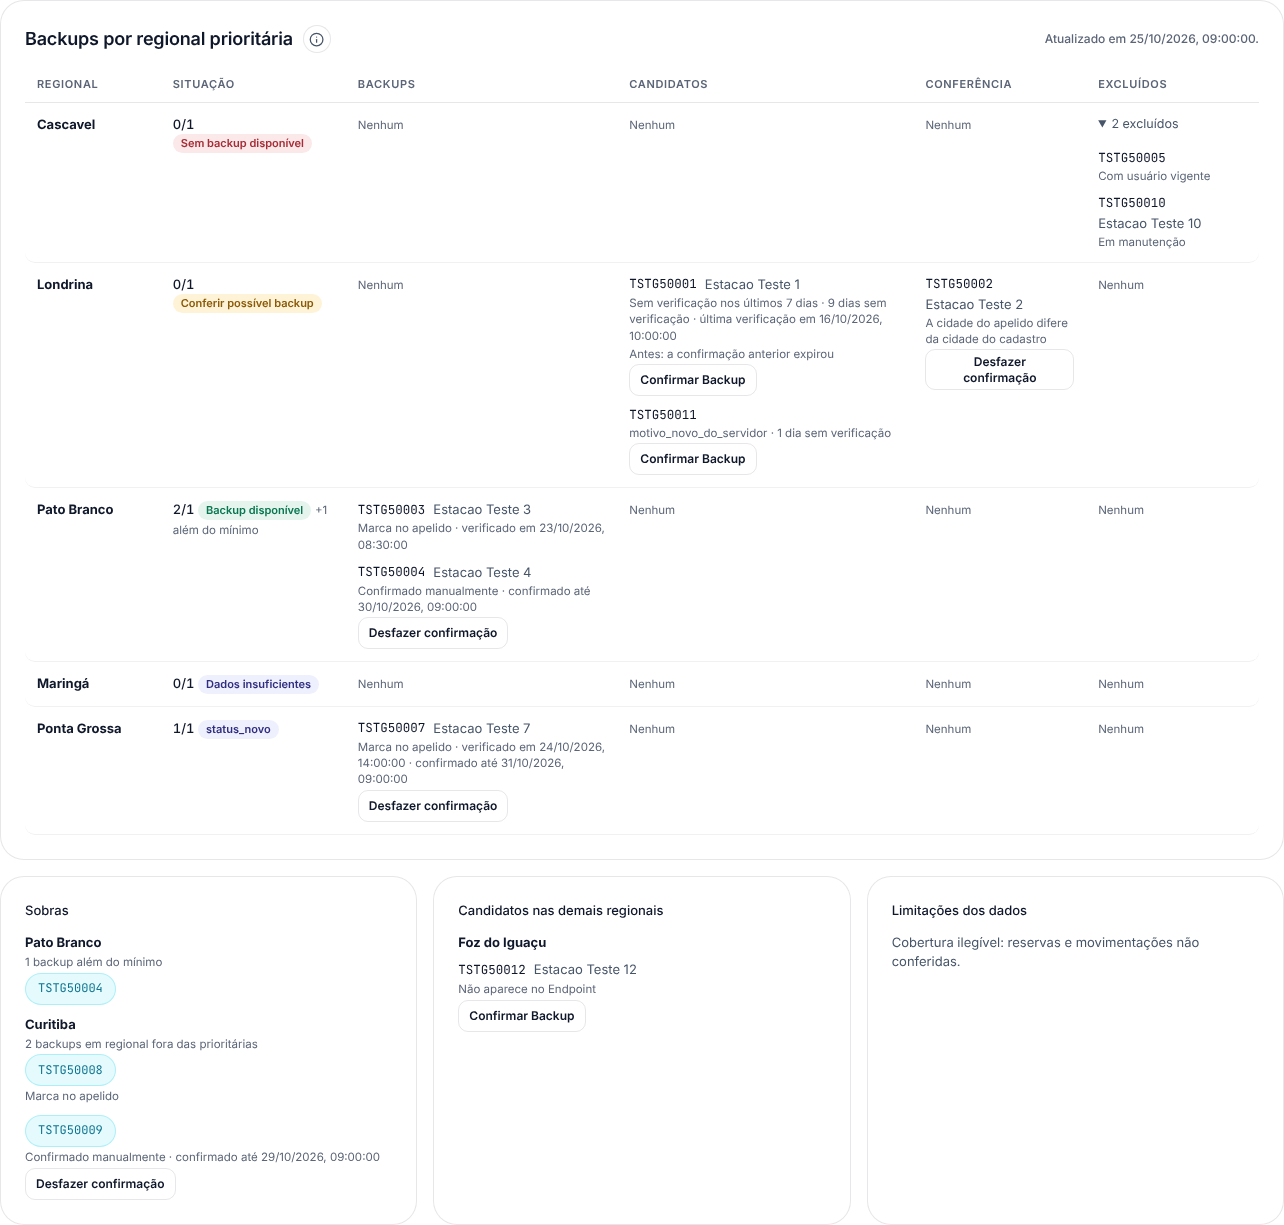 Backups por regional prioritária
Atualizado em 25/10/2026, 09:00:00.
REGIONAL SITUAÇÃO BACKUPS CANDIDATOS CONFERÊNCIA EXCLUÍDOS
Cascavel
0/1
Sem backup disponível
Nenhum
Nenhum
Nenhum
▼ 2 excluídos
TSTG50005
Com usuário vigente
TSTG50010
Estacao Teste 10
Em manutenção
Londrina
0/1
Conferir possível backup
Nenhum
TSTG50001 Estacao Teste 1
Sem verificação nos últimos 7 dias · 9 dias sem
verificação · última verificação em 16/10/2026,
10:00:00
Antes: a confirmação anterior expirou
Confirmar Backup
TSTG50011
motivo_novo_do_servidor · 1 dia sem verificação
Confirmar Backup
TSTG50002
Estacao Teste 2
A cidade do apelido difere
da cidade do cadastro
Desfazer
confirmação
Nenhum
Pato Branco
2/1 Backup disponível +1
além do mínimo
TSTG50003 Estacao Teste 3
Marca no apelido · verificado em 23/10/2026,
08:30:00
TSTG50004 Estacao Teste 4
Confirmado manualmente · confirmado até
30/10/2026, 09:00:00
Desfazer confirmação
Nenhum
Nenhum
Nenhum
Maringá
0/1 Dados insuficientes
Nenhum
Nenhum
Nenhum
Nenhum
Ponta Grossa
1/1 status_novo
TSTG50007 Estacao Teste 7
Marca no apelido · verificado em 24/10/2026,
14:00:00 · confirmado até 31/10/2026,
09:00:00
Desfazer confirmação
Nenhum
Nenhum
Nenhum
Sobras
Pato Branco
1 backup além do mínimo
TSTG50004
Curitiba
2 backups em regional fora das prioritárias
TSTG50008
Marca no apelido
TSTG50009
Confirmado manualmente · confirmado até 29/10/2026, 09:00:00
Desfazer confirmação
Candidatos nas demais regionais
Foz do Iguaçu
TSTG50012 Estacao Teste 12
Não aparece no Endpoint
Confirmar Backup
Limitações dos dados
Cobertura ilegível: reservas e movimentações não
conferidas.